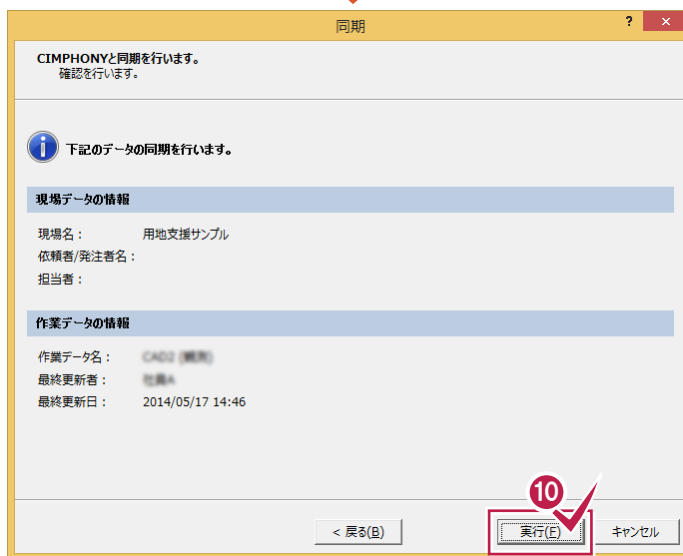 同期
?
×
CIMPHONYと同期を行います。
確認を行います。
下記のデータの同期を行います。
現場データの情報
現場名： 用地支援サンプル
依頼者/発注者名：
担当者：
作業データの情報
作業データ名： CAD2
最終更新者： 社員A
最終更新日： 2014/05/17 14:46
10
< 戻る(B) 実行(F) キャンセル